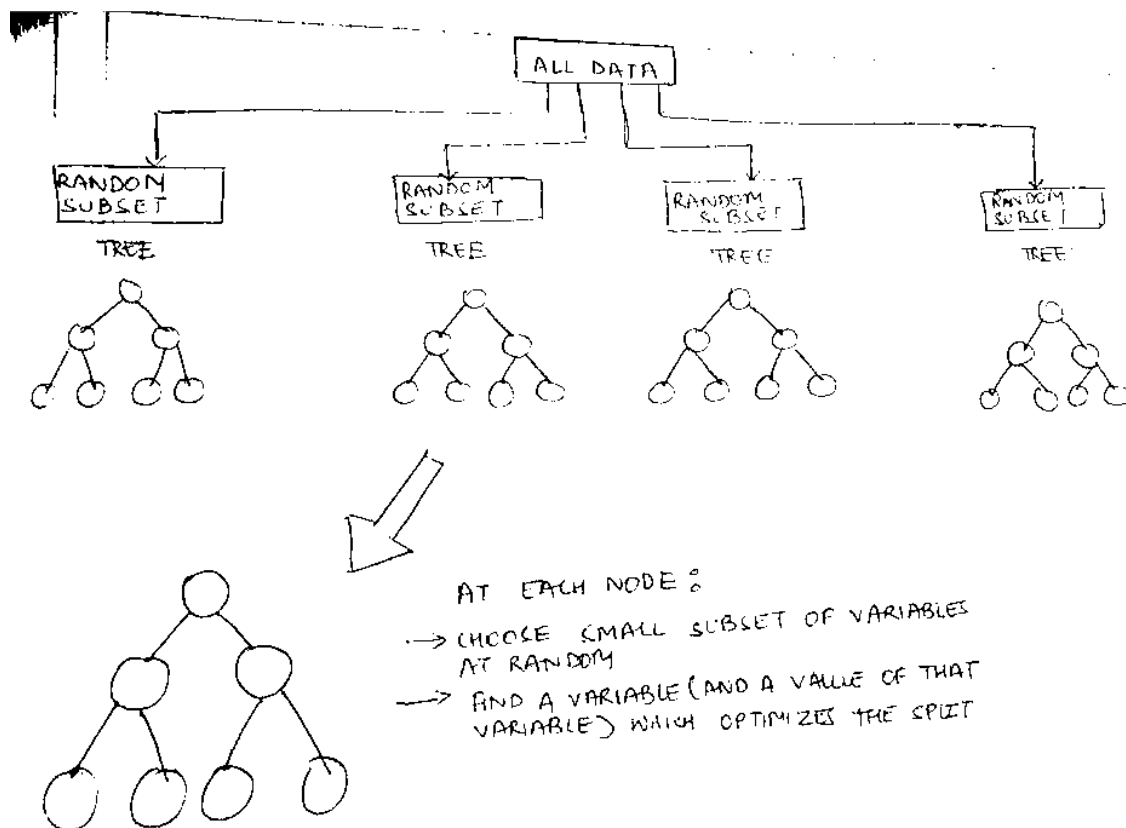 ALL DATA
RANDOM
SUBSET
RANDOM
SUBSET
RANDOM
SUBSET
RANDOM
SUBSET
TREE
TREE
TREE
TREE
AT EACH NODE:
→ CHOOSE SMALL SUBSET OF VARIABLES
AT RANDOM
→ FIND A VARIABLE (AND A VALUE OF THAT
VARIABLE) WHICH OPTIMIZES THE SPLIT